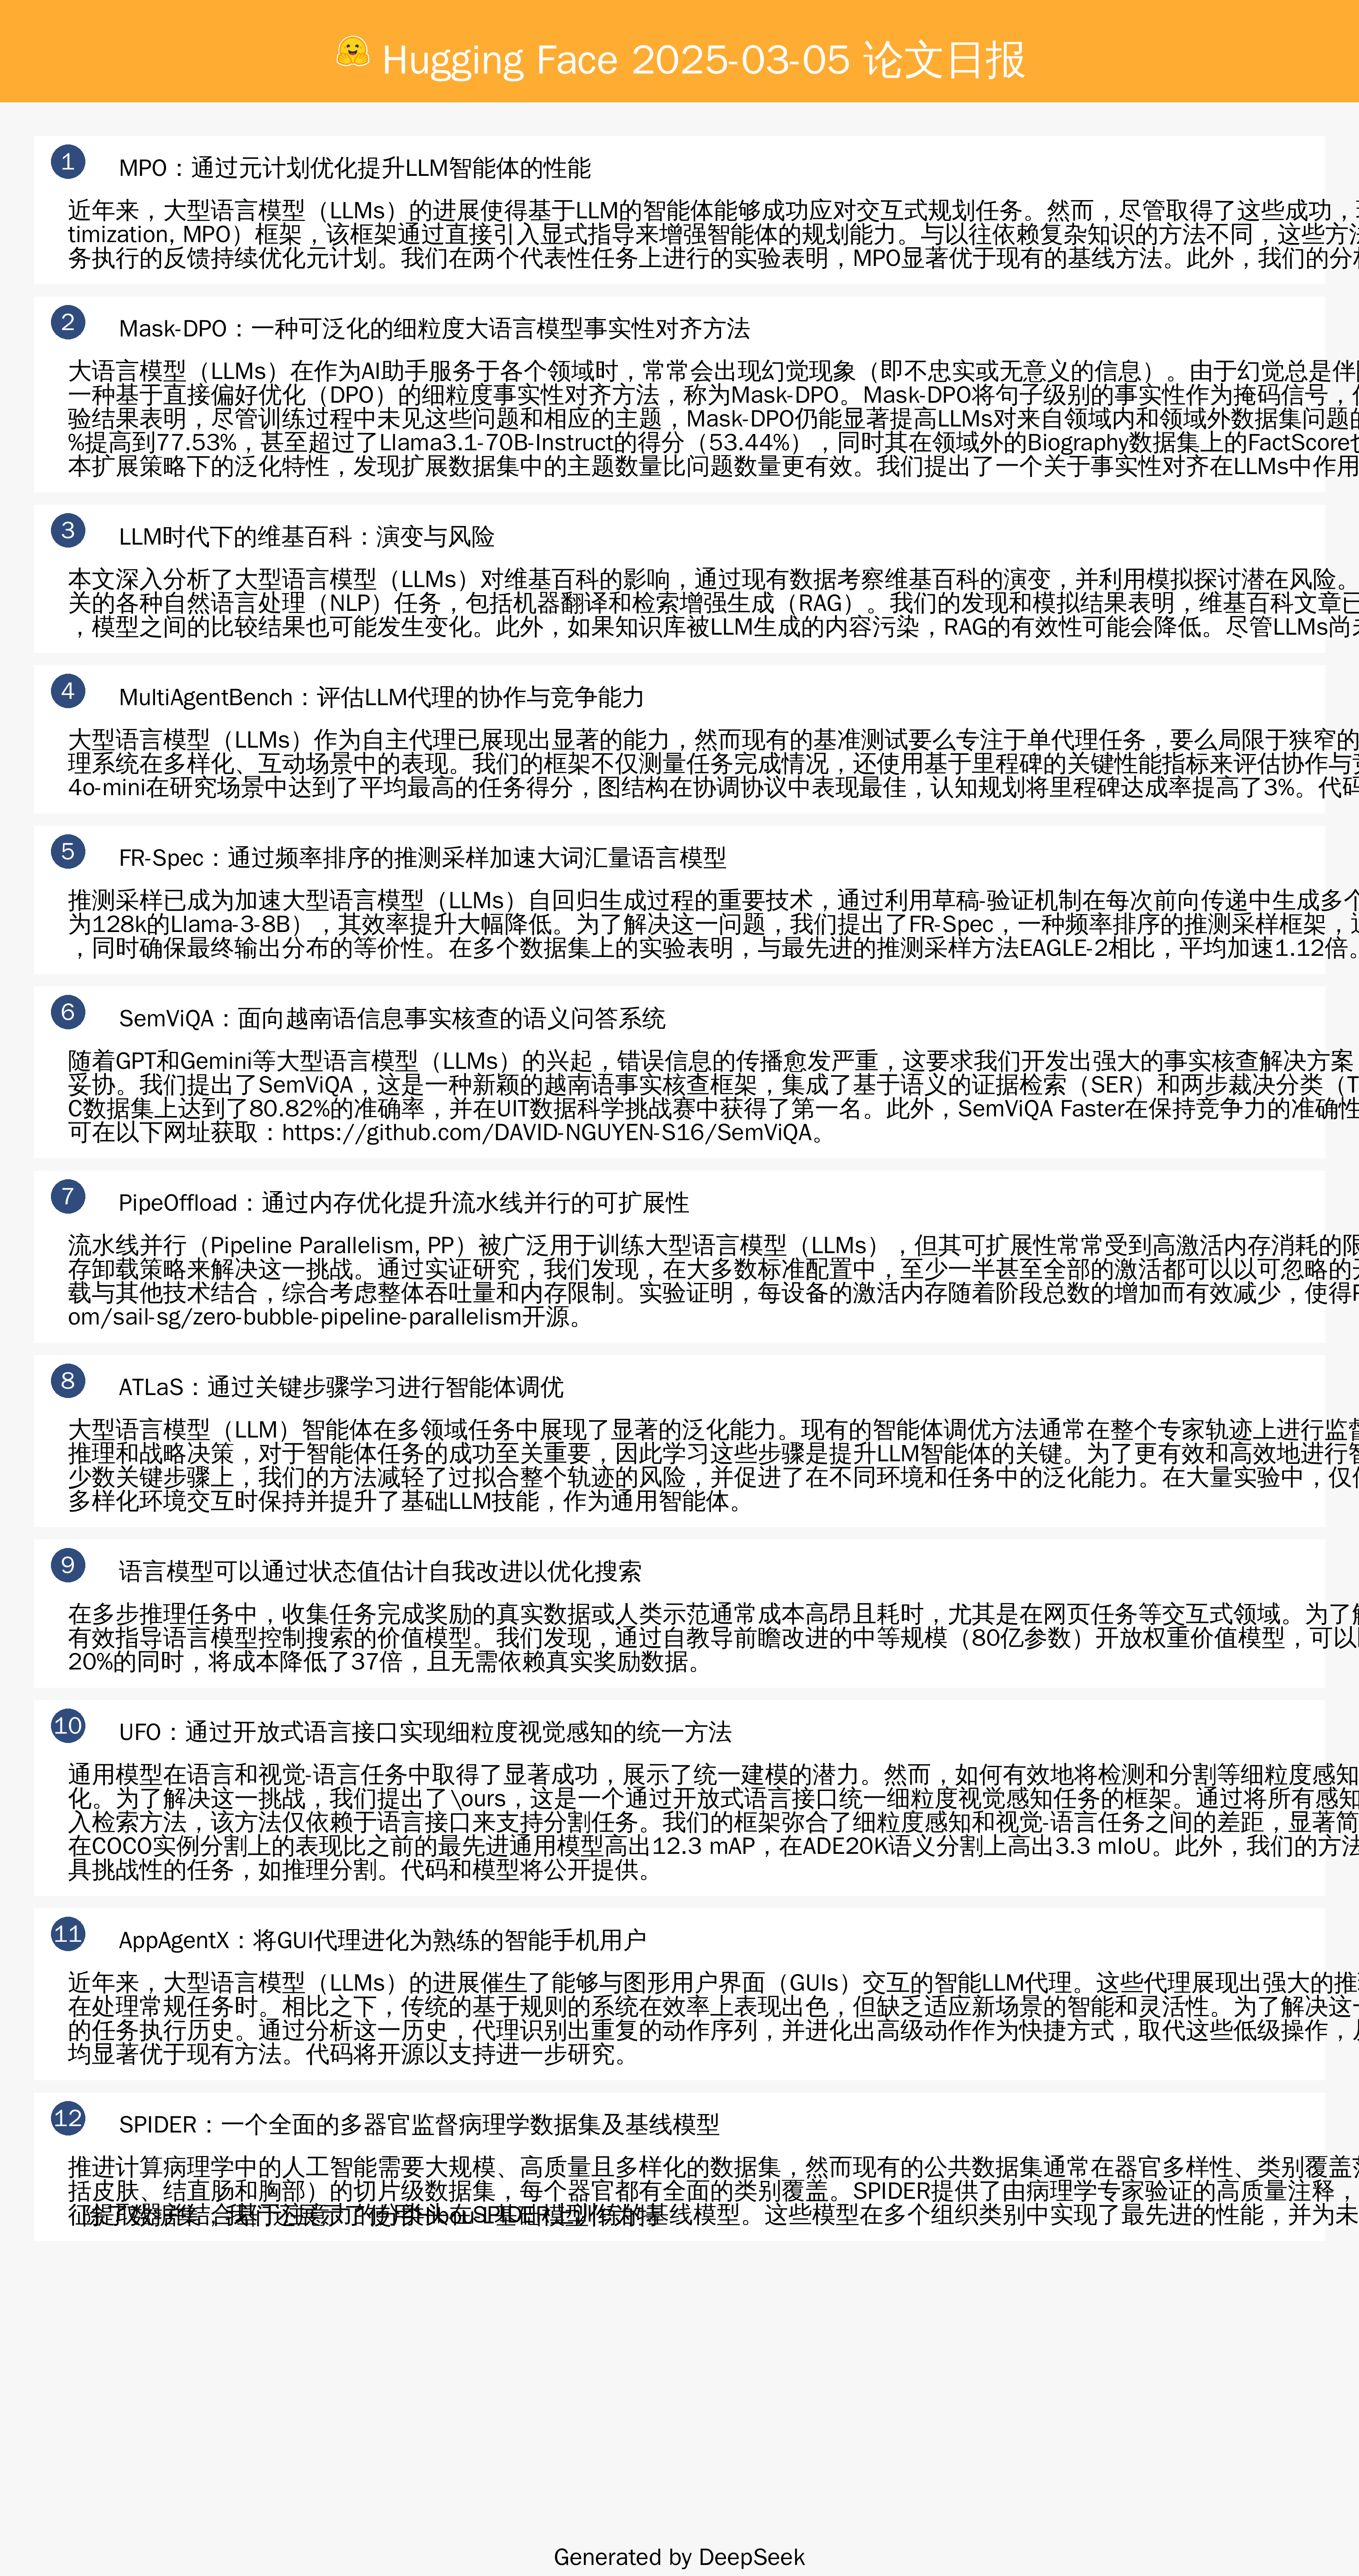 Hugging Face 2025-03-05 论文日报
1
MPO：通过元计划优化提升LLM智能体的性能
近年来，大型语言模型（LLMs）的进展使得基于LLM的智能体能够成功应对交互式规划任务。然而，尽管取得了这些成功，
timization, MPO）框架，该框架通过直接引入显式指导来增强智能体的规划能力。与以往依赖复杂知识的方法不同，这些方法
务执行的反馈持续优化元计划。我们在两个代表性任务上进行的实验表明，MPO显著优于现有的基线方法。此外，我们的分析
2
Mask-DPO：一种可泛化的细粒度大语言模型事实性对齐方法
大语言模型（LLMs）在作为AI助手服务于各个领域时，常常会出现幻觉现象（即不忠实或无意义的信息）。由于幻觉总是伴
一种基于直接偏好优化（DPO）的细粒度事实性对齐方法，称为Mask-DPO。Mask-DPO将句子级别的事实性作为掩码信号，
验结果表明，尽管训练过程中未见这些问题和相应的主题，Mask-DPO仍能显著提高LLMs对来自领域内和领域外数据集问题的
%提高到77.53%，甚至超过了Llama3.1-70B-Instruct的得分（53.44%），同时其在领域外的Biography数据集上的FactScore
本扩展策略下的泛化特性，发现扩展数据集中的主题数量比问题数量更有效。我们提出了一个关于事实性对齐在LLMs中作用
3
LLM时代下的维基百科：演变与风险
本文深入分析了大型语言模型（LLMs）对维基百科的影响，通过现有数据考察维基百科的演变，并利用模拟探讨潜在风险。
关的各种自然语言处理（NLP）任务，包括机器翻译和检索增强生成（RAG）。我们的发现和模拟结果表明，维基百科文章已
，模型之间的比较结果也可能发生变化。此外，如果知识库被LLM生成的内容污染，RAG的有效性可能会降低。尽管LLMs尚未
4
MultiAgentBench：评估LLM代理的协作与竞争能力
大型语言模型（LLMs）作为自主代理已展现出显著的能力，然而现有的基准测试要么专注于单代理任务，要么局限于狭窄的
理系统在多样化、互动场景中的表现。我们的框架不仅测量任务完成情况，还使用基于里程碑的关键性能指标来评估协作与竞
4o-mini在研究场景中达到了平均最高的任务得分，图结构在协调协议中表现最佳，认知规划将里程碑达成率提高了3%。代码
5
FR-Spec：通过频率排序的推测采样加速大词汇量语言模型
推测采样已成为加速大型语言模型（LLMs）自回归生成过程的重要技术，通过利用草稿-验证机制在每次前向传递中生成多个
为128k的Llama-3-8B），其效率提升大幅降低。为了解决这一问题，我们提出了FR-Spec，一种频率排序的推测采样框架，
，同时确保最终输出分布的等价性。在多个数据集上的实验表明，与最先进的推测采样方法EAGLE-2相比，平均加速1.12倍。
6
SemViQA：面向越南语信息事实核查的语义问答系统
随着GPT和Gemini等大型语言模型（LLMs）的兴起，错误信息的传播愈发严重，这要求我们开发出强大的事实核查解决方案
妥协。我们提出了SemViQA，这是一种新颖的越南语事实核查框架，集成了基于语义的证据检索（SER）和两步裁决分类（T
C数据集上达到了80.82%的准确率，并在UIT数据科学挑战赛中获得了第一名。此外，SemViQA Faster在保持竞争力的准确性
可在以下网址获取：https://github.com/DAVID-NGUYEN-S16/SemViQA。
7
PipeOffload：通过内存优化提升流水线并行的可扩展性
流水线并行（Pipeline Parallelism, PP）被广泛用于训练大型语言模型（LLMs），但其可扩展性常常受到高激活内存消耗的限
存卸载策略来解决这一挑战。通过实证研究，我们发现，在大多数标准配置中，至少一半甚至全部的激活都可以以可忽略的开
载与其他技术结合，综合考虑整体吞吐量和内存限制。实验证明，每设备的激活内存随着阶段总数的增加而有效减少，使得
om/sail-sg/zero-bubble-pipeline-parallelism开源。
8
ATLaS：通过关键步骤学习进行智能体调优
大型语言模型（LLM）智能体在多领域任务中展现了显著的泛化能力。现有的智能体调优方法通常在整个专家轨迹上进行监督
推理和战略决策，对于智能体任务的成功至关重要，因此学习这些步骤是提升LLM智能体的关键。为了更有效和高效地进行智
少数关键步骤上，我们的方法减轻了过拟合整个轨迹的风险，并促进了在不同环境和任务中的泛化能力。在大量实验中，仅
多样化环境交互时保持并提升了基础LLM技能，作为通用智能体。
9
语言模型可以通过状态值估计自我改进以优化搜索
在多步推理任务中，收集任务完成奖励的真实数据或人类示范通常成本高昂且耗时，尤其是在网页任务等交互式领域。为了解
有效指导语言模型控制搜索的价值模型。我们发现，通过自教导前瞻改进的中等规模（80亿参数）开放权重价值模型，可以
20%的同时，将成本降低了37倍，且无需依赖真实奖励数据。
10
UFO：通过开放式语言接口实现细粒度视觉感知的统一方法
通用模型在语言和视觉-语言任务中取得了显著成功，展示了统一建模的潜力。然而，如何有效地将检测和分割等细粒度感知
化。为了解决这一挑战，我们提出了\ours，这是一个通过开放式语言接口统一细粒度视觉感知任务的框架。通过将所有感知
入检索方法，该方法仅依赖于语言接口来支持分割任务。我们的框架弥合了细粒度感知和视觉-语言任务之间的差距，显著简
在COCO实例分割上的表现比之前的最先进通用模型高出12.3 mAP，在ADE20K语义分割上高出3.3 mIoU。此外，我们的方法
具挑战性的任务，如推理分割。代码和模型将公开提供。
11
AppAgentX：将GUI代理进化为熟练的智能手机用户
近年来，大型语言模型（LLMs）的进展催生了能够与图形用户界面（GUIs）交互的智能LLM代理。这些代理展现出强大的推
在处理常规任务时。相比之下，传统的基于规则的系统在效率上表现出色，但缺乏适应新场景的智能和灵活性。为了解决这一
的任务执行历史。通过分析这一历史，代理识别出重复的动作序列，并进化出高级动作作为快捷方式，取代这些低级操作，
均显著优于现有方法。代码将开源以支持进一步研究。
12
SPIDER：一个全面的多器官监督病理学数据集及基线模型
推进计算病理学中的人工智能需要大规模、高质量且多样化的数据集，然而现有的公共数据集通常在器官多样性、类别覆盖范
括皮肤、结直肠和胸部）的切片级数据集，每个器官都有全面的类别覆盖。SPIDER提供了由病理学专家验证的高质量注释，
基线模型。这些模型在多个组织类别中实现了最先进的性能，并为未
Generated by DeepSeek